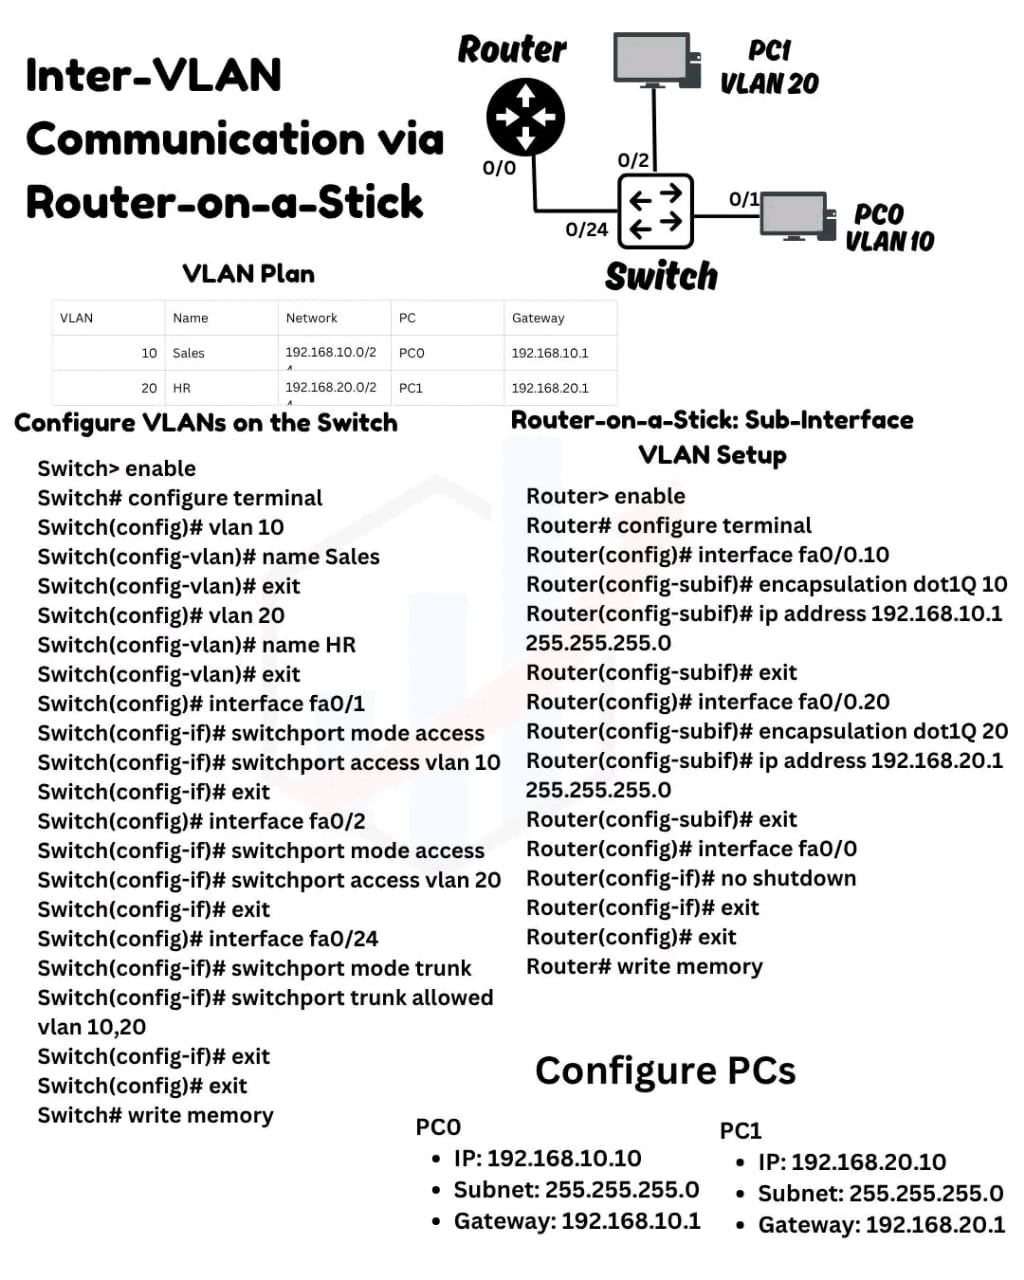 Inter-VLAN
Communication via
Router-on-a-Stick
Router
PC1
VLAN 20
0/0
0/2
0/1
0/24
PC0
VLAN 10
Switch
VLAN Plan
VLAN Name Network PC Gateway
10 Sales 192.168.10.0/2 PC0 192.168.10.1
4
20 HR 192.168.20.0/2 PC1 192.168.20.1
4
Configure VLANs on the Switch
Switch> enable
Switch# configure terminal
Switch(config)# vlan 10
Switch(config-vlan)# name Sales
Switch(config-vlan)# exit
Switch(config)# vlan 20
Switch(config-vlan)# name HR
Switch(config-vlan)# exit
Switch(config)# interface fa0/1
Switch(config-if)# switchport mode access
Switch(config-if)# switchport access vlan 10
Switch(config-if)# exit
Switch(config)# interface fa0/2
Switch(config-if)# switchport mode access
Switch(config-if)# switchport access vlan 20
Switch(config-if)# exit
Switch(config)# interface fa0/24
Switch(config-if)# switchport mode trunk
Switch(config-if)# switchport trunk allowed
vlan 10,20
Switch(config-if)# exit
Switch(config)# exit
Switch# write memory
Router-on-a-Stick: Sub-Interface
VLAN Setup
Router> enable
Router# configure terminal
Router(config)# interface fa0/0.10
Router(config-subif)# encapsulation dot1Q 10
Router(config-subif)# ip address 192.168.10.1
255.255.255.0
Router(config-subif)# exit
Router(config)# interface fa0/0.20
Router(config-subif)# encapsulation dot1Q 20
Router(config-subif)# ip address 192.168.20.1
255.255.255.0
Router(config-subif)# exit
Router(config)# interface fa0/0
Router(config-if)# no shutdown
Router(config-if)# exit
Router(config)# exit
Router# write memory
Configure PCs
PC0
• IP: 192.168.10.10
• Subnet: 255.255.255.0
• Gateway: 192.168.10.1
PC1
• IP: 192.168.20.10
• Subnet: 255.255.255.0
• Gateway: 192.168.20.1